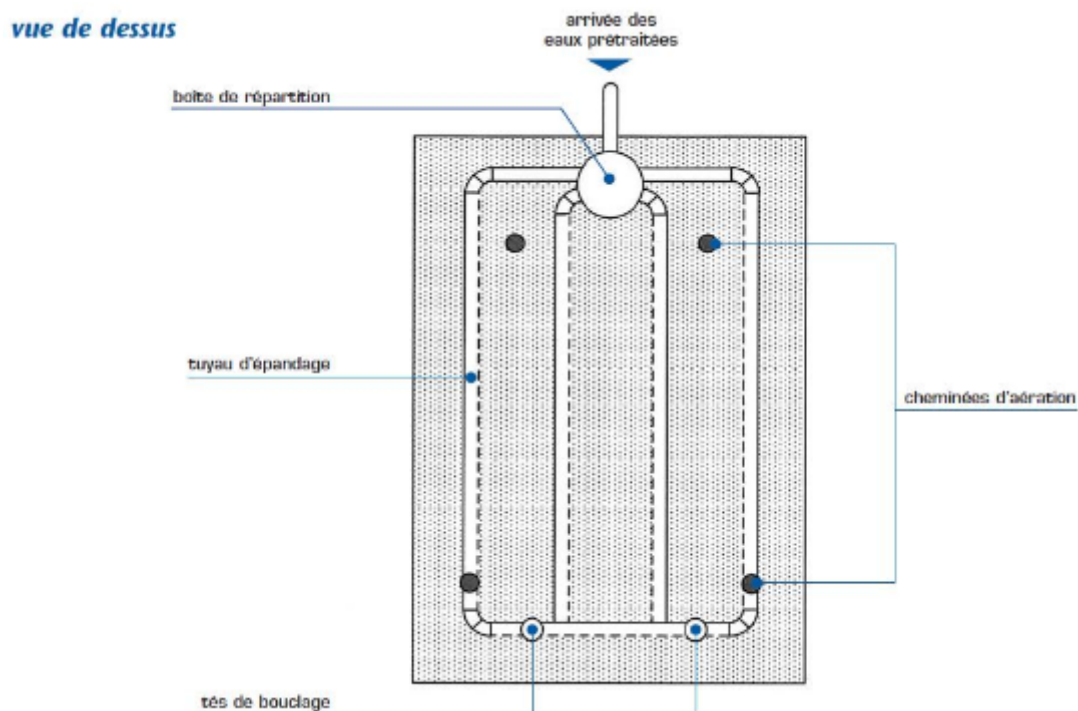 vue de dessus
arrivée des
eaux prétraitées
boîte de répartition
tuyau d'épandage
cheminées d'aération
tés de bouclage